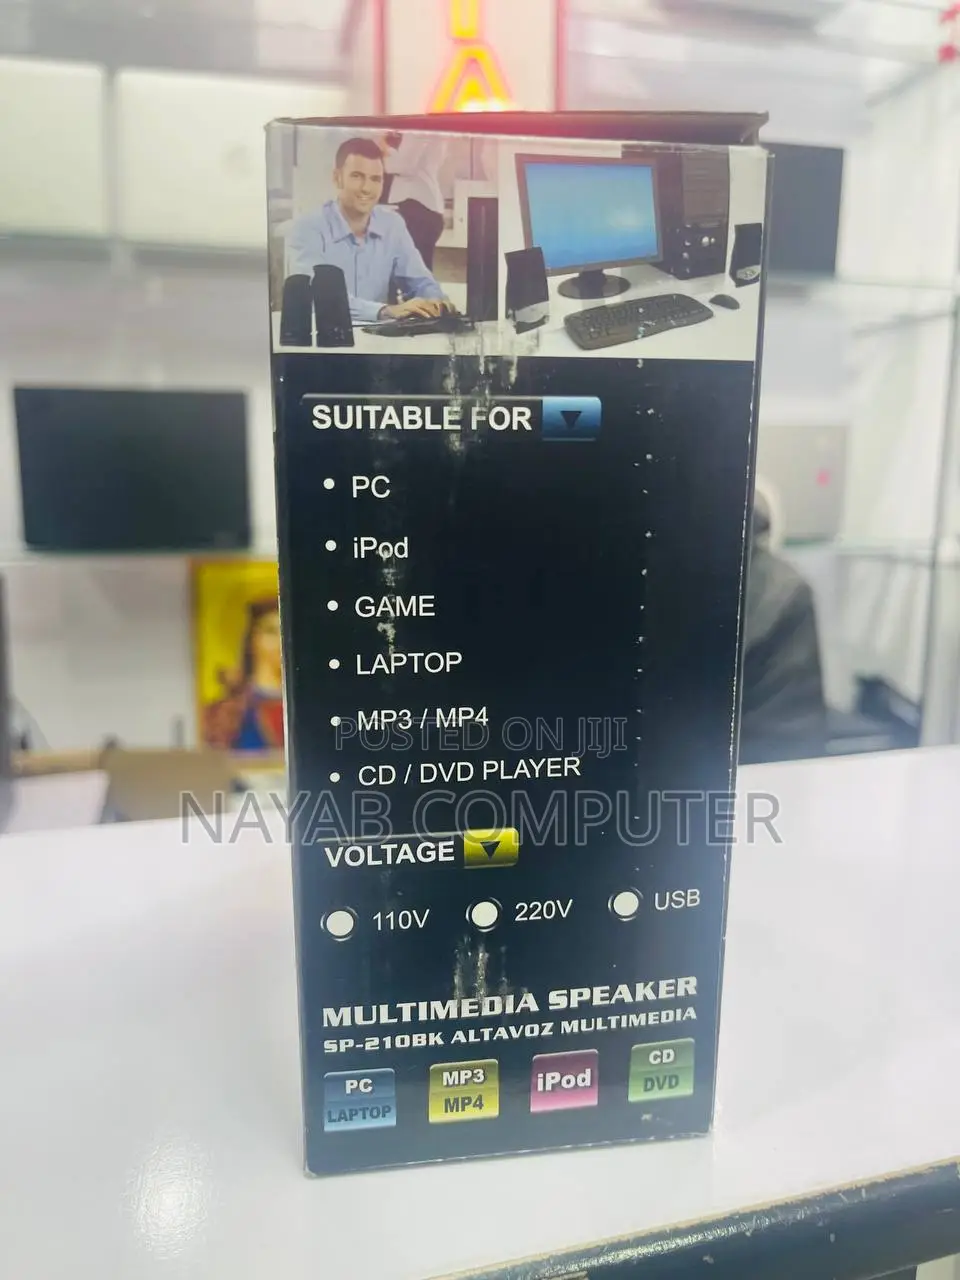 SUITABLE FOR
• PC
• iPod
• GAME
• LAPTOP
• MP3 / MP4
POSTED ON JIJI
• CD / DVD PLAYER
NAYAB COMPUTER
VOLTAGE
110V 220V USB
MULTIMEDIA SPEAKER
SP-210BK ALTAVOZ MULTIMEDIA
PC LAPTOP
MP3 MP4
iPod
CD DVD